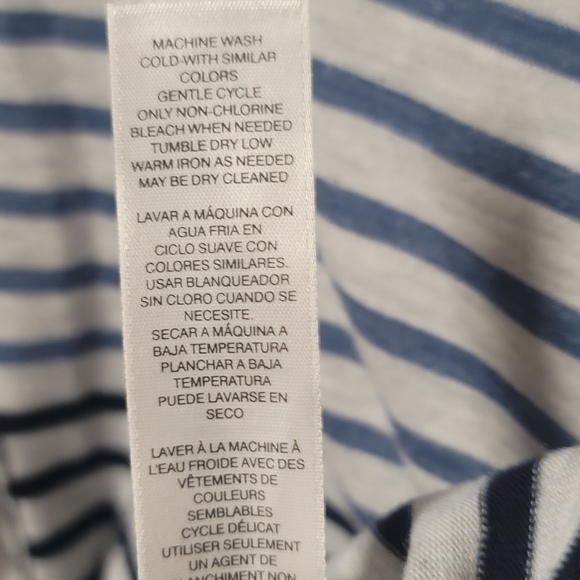 MACHINE WASH
COLD-WITH SIMILAR
COLORS
GENTLE CYCLE
ONLY NON-CHLORINE
BLEACH WHEN NEEDED
TUMBLE DRY LOW
WARM IRON AS NEEDED
MAY BE DRY CLEANED
LAVAR A MÁQUINA CON
AGUA FRIA EN
CICLO SUAVE CON
COLORES SIMILARES.
USAR BLANQUEADOR
SIN CLORO CUANDO SE
NECESITE.
SECAR A MÁQUINA A
BAJA TEMPERATURA
PLANCHAR A BAJA
TEMPERATURA
PUEDE LAVARSE EN
SECO
LAVER À LA MACHINE À
L'EAU FROIDE AVEC DES
VÊTEMENTS DE
COULEURS
SEMBLABLES
CYCLE DÉLICAT
UTILISER SEULEMENT
UN AGENT DE
BLANCHIMENT NON